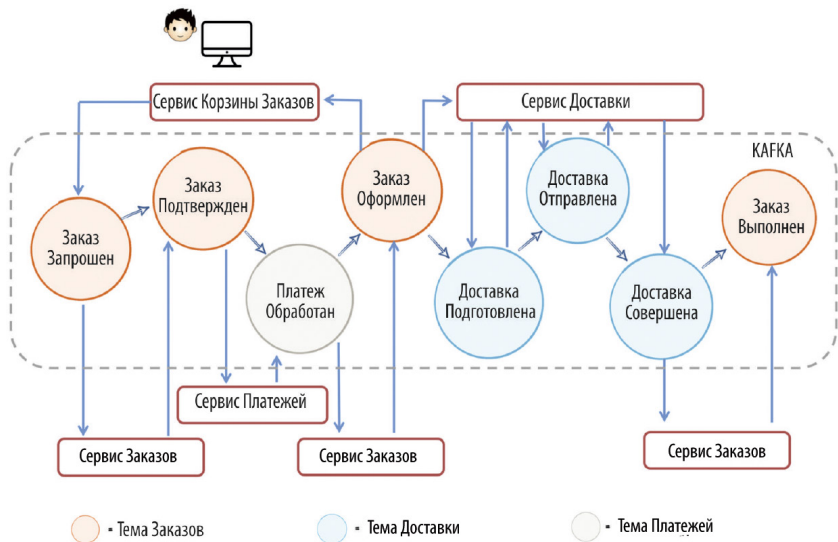 Сервис Корзины Заказов
Сервис Доставки
KAFKA
Заказ
Запрошен
Заказ
Подтвержден
Платеж
Обработан
Заказ
Оформлен
Доставка
Подготовлена
Доставка
Отправлена
Доставка
Совершена
Заказ
Выполнен
Сервис Платежей
Сервис Заказов
Сервис Заказов
Сервис Заказов
- Тема Заказов
- Тема Доставки
- Тема Платежей